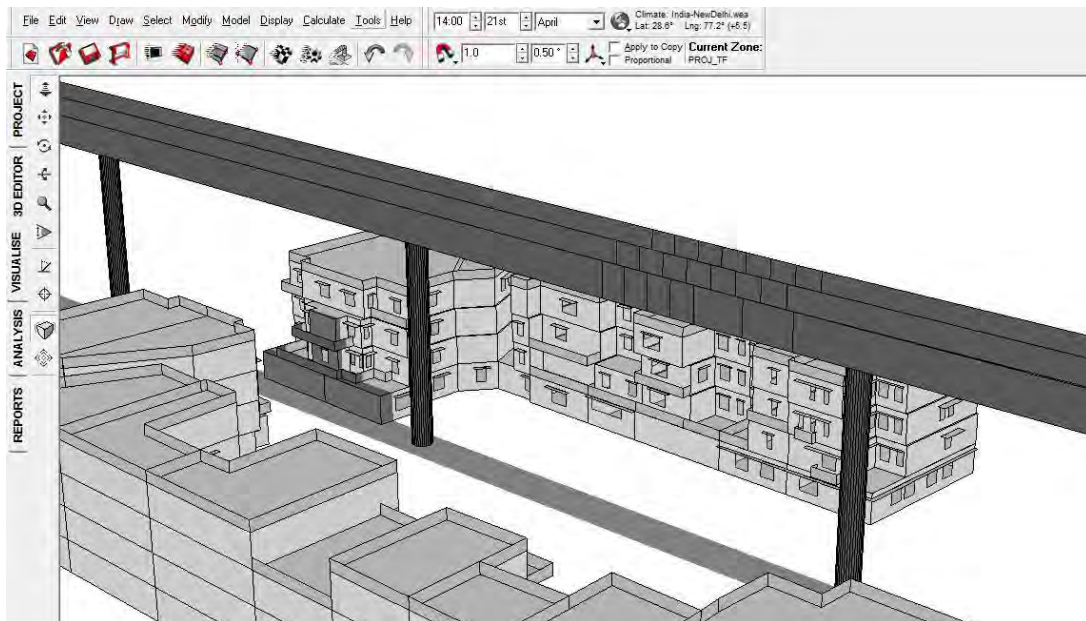 File Edit View Draw Select Modify Model Display Calculate Tools Help
14:00 21st April
Climate: India-NewDelhi.wea
Lat: 28.6° Lng: 77.2° (+5.5)
1.0 0.50°
Apply to Copy
Proportional
Current Zone:
PROJ_TF
PROJECT
3D EDITOR
VISUALISE
ANALYSIS
REPORTS